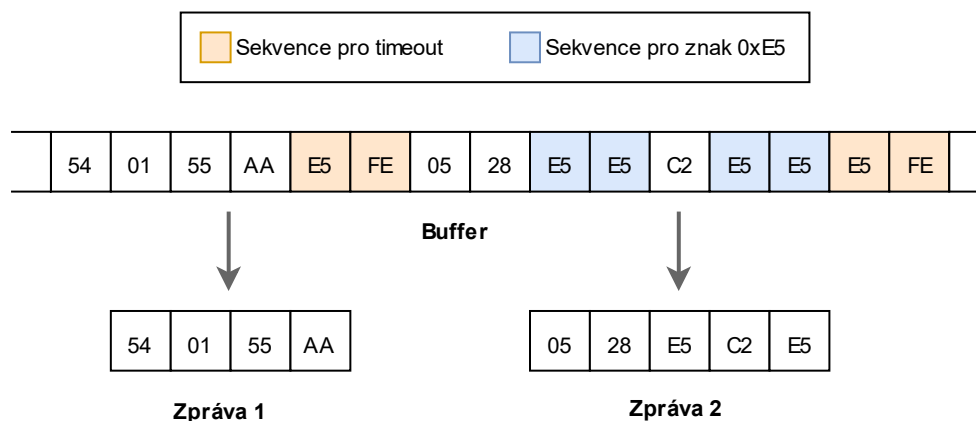 Sekvence pro timeout Sekvence pro znak 0xE5
54 01 55 AA E5 FE 05 28 E5 E5 C2 E5 E5 E5 FE
Buffer
54 01 55 AA 05 28 E5 C2 E5
Zpráva 1 Zpráva 2